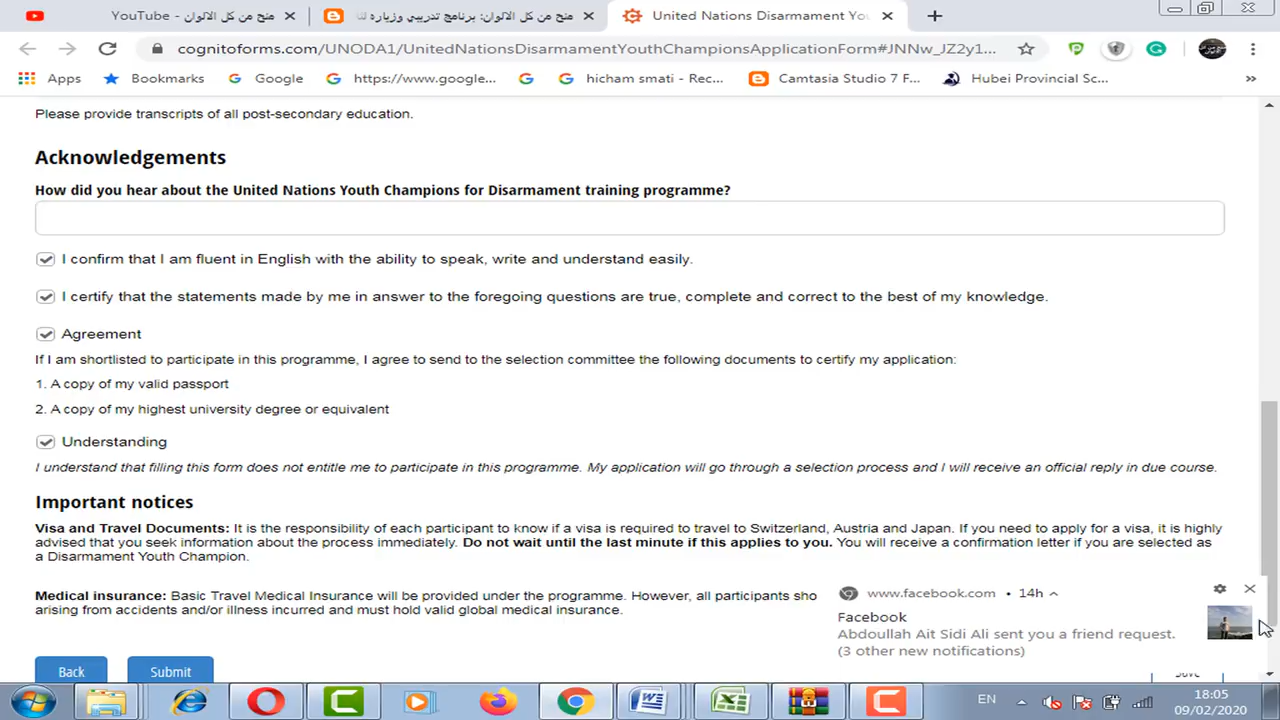 YouTube - منح من كل الالوان
منح من كل الالوان: برنامج تدريبي وزياره لنا
United Nations Disarmament You
cognitoforms.com/UNODA1/UnitedNationsDisarmamentYouthChampionsApplicationForm#JNNw_JZ2y1...
Apps Bookmarks Google https://www.google... hicham smati - Rec... Camtasia Studio 7 F... Hubei Provincial Sc... »
Please provide transcripts of all post-secondary education.
Acknowledgements
How did you hear about the United Nations Youth Champions for Disarmament training programme?
I confirm that I am fluent in English with the ability to speak, write and understand easily.
I certify that the statements made by me in answer to the foregoing questions are true, complete and correct to the best of my knowledge.
Agreement
If I am shortlisted to participate in this programme, I agree to send to the selection committee the following documents to certify my application:
1. A copy of my valid passport
2. A copy of my highest university degree or equivalent
Understanding
I understand that filling this form does not entitle me to participate in this programme. My application will go through a selection process and I will receive an official reply in due course.
Important notices
Visa and Travel Documents: It is the responsibility of each participant to know if a visa is required to travel to Switzerland, Austria and Japan. If you need to apply for a visa, it is highly
advised that you seek information about the process immediately. Do not wait until the last minute if this applies to you. You will receive a confirmation letter if you are selected as
a Disarmament Youth Champion.
Medical insurance: Basic Travel Medical Insurance will be provided under the programme. However, all participants sho
arising from accidents and/or illness incurred and must hold valid global medical insurance.
www.facebook.com • 14h
Facebook
Abdoullah Ait Sidi Ali sent you a friend request.
(3 other new notifications)
Back Submit Save
EN
18:05
09/02/2020